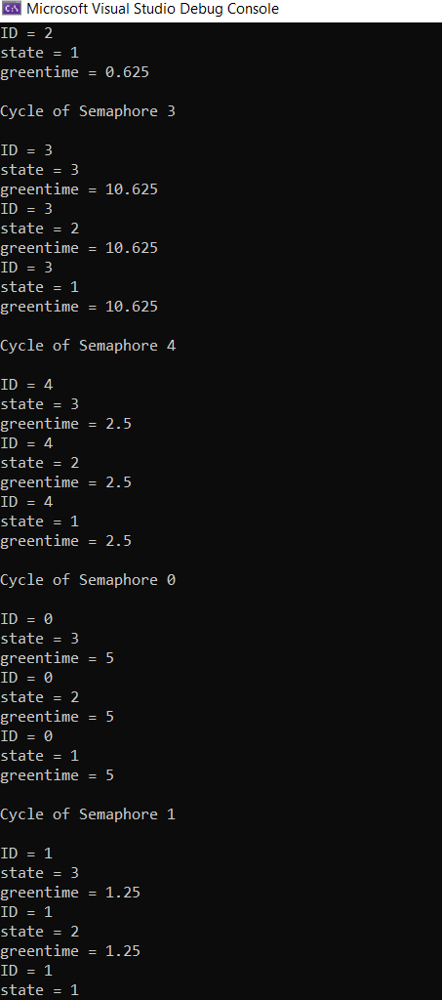 Microsoft Visual Studio Debug Console
ID = 2
state = 1
greentime = 0.625
Cycle of Semaphore 3
ID = 3
state = 3
greentime = 10.625
ID = 3
state = 2
greentime = 10.625
ID = 3
state = 1
greentime = 10.625
Cycle of Semaphore 4
ID = 4
state = 3
greentime = 2.5
ID = 4
state = 2
greentime = 2.5
ID = 4
state = 1
greentime = 2.5
Cycle of Semaphore 0
ID = 0
state = 3
greentime = 5
ID = 0
state = 2
greentime = 5
ID = 0
state = 1
greentime = 5
Cycle of Semaphore 1
ID = 1
state = 3
greentime = 1.25
ID = 1
state = 2
greentime = 1.25
ID = 1
state = 1